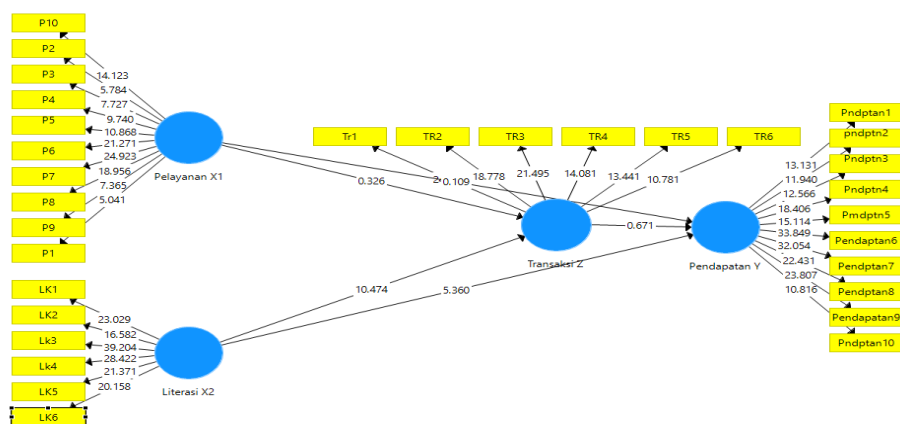 P10
P2
P3
P4
P5
P6
P7
P8
P9
P1
14.123
5.784
7.727
9.740
10.868
21.271
24.923
18.956
7.365
5.041
Pelayanan X1
LK1
LK2
Lk3
Lk4
LK5
LK6
23.029
16.582
39.204
28.422
21.371
20.158
Literasi X2
Tr1
TR2
TR3
TR4
TR5
TR6
18.778
21.495
14.081
13.441
10.781
0.326
0.109
10.474
5.360
0.671
Transaksi Z
Pendapatan Y
13.131
11.940
12.566
18.406
15.114
33.849
32.054
22.431
23.807
10.816
Pndptan1
pndptn2
Pndptn3
Pndptn4
Pmdptn5
Pendaptan6
Pendptan7
Pendptan8
Pendapatan9
Pndptan10